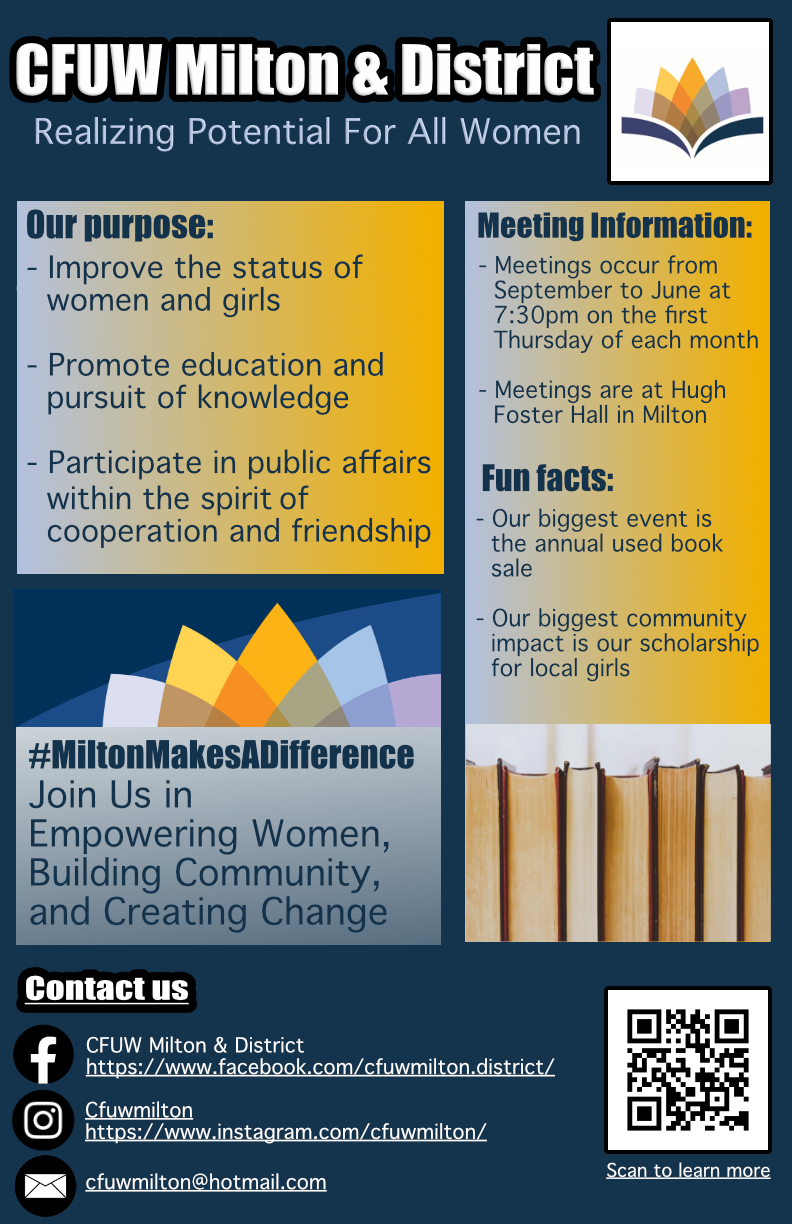 CFUW Milton & District
Realizing Potential For All Women
Our purpose:
- Improve the status of
women and girls
- Promote education and
pursuit of knowledge
- Participate in public affairs
within the spirit of
cooperation and friendship
Meeting Information:
- Meetings occur from
September to June at
7:30pm on the first
Thursday of each month
- Meetings are at Hugh
Foster Hall in Milton
Fun facts:
- Our biggest event is
the annual used book
sale
- Our biggest community
impact is our scholarship
for local girls
#MiltonMakesADifference
Join Us in
Empowering Women,
Building Community,
and Creating Change
Contact us
CFUW Milton & District
https://www.facebook.com/cfuwmilton.district/
Cfuwmilton
https://www.instagram.com/cfuwmilton/
cfuwmilton@hotmail.com
Scan to learn more